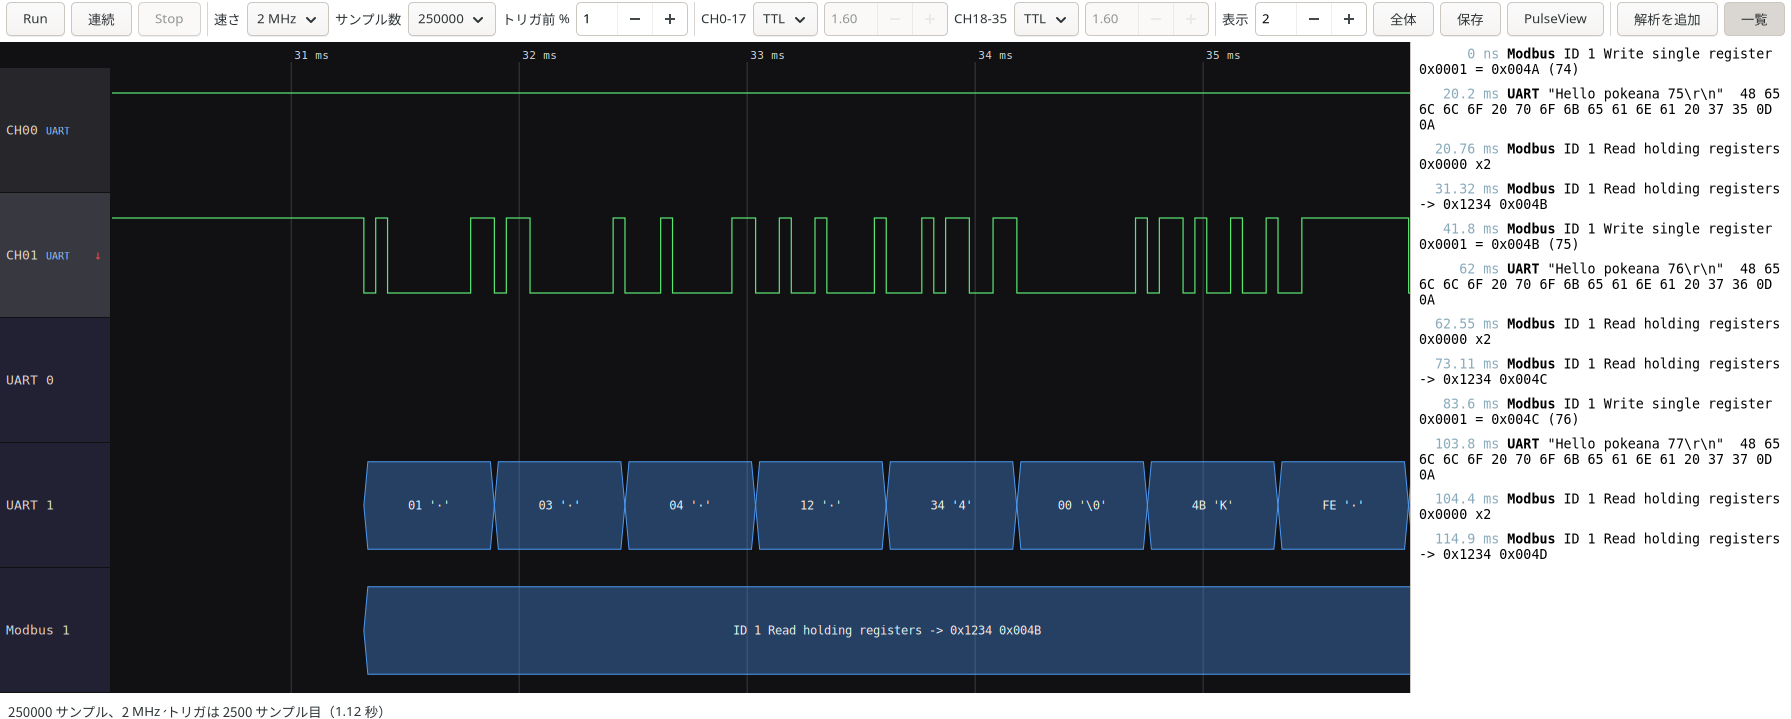 Run 連続 Stop 速さ 2 MHz サンプル数 250000 トリガ前 % 1 − + CH0-17 TTL 1.60 − + CH18-35 TTL 1.60 − + 表示 2 − + 全体 保存 PulseView 解析を追加 一覧
31 ms 32 ms 33 ms 34 ms 35 ms
CH00 UART
CH01 UART ↓
UART 0
UART 1
01 '·' 03 '·' 04 '·' 12 '·' 34 '4' 00 '\0' 4B 'K' FE '·'
Modbus 1
ID 1 Read holding registers -> 0x1234 0x004B
0 ns Modbus ID 1 Write single register
0x0001 = 0x004A (74)
20.2 ms UART "Hello pokeana 75\r\n" 48 65
6C 6C 6F 20 70 6F 6B 65 61 6E 61 20 37 35 0D
0A
20.76 ms Modbus ID 1 Read holding registers
0x0000 x2
31.32 ms Modbus ID 1 Read holding registers
-> 0x1234 0x004B
41.8 ms Modbus ID 1 Write single register
0x0001 = 0x004B (75)
62 ms UART "Hello pokeana 76\r\n" 48 65
6C 6C 6F 20 70 6F 6B 65 61 6E 61 20 37 36 0D
0A
62.55 ms Modbus ID 1 Read holding registers
0x0000 x2
73.11 ms Modbus ID 1 Read holding registers
-> 0x1234 0x004C
83.6 ms Modbus ID 1 Write single register
0x0001 = 0x004C (76)
103.8 ms UART "Hello pokeana 77\r\n" 48 65
6C 6C 6F 20 70 6F 6B 65 61 6E 61 20 37 37 0D
0A
104.4 ms Modbus ID 1 Read holding registers
0x0000 x2
114.9 ms Modbus ID 1 Read holding registers
-> 0x1234 0x004D
250000 サンプル、2 MHz·トリガは 2500 サンプル目（1.12 秒）